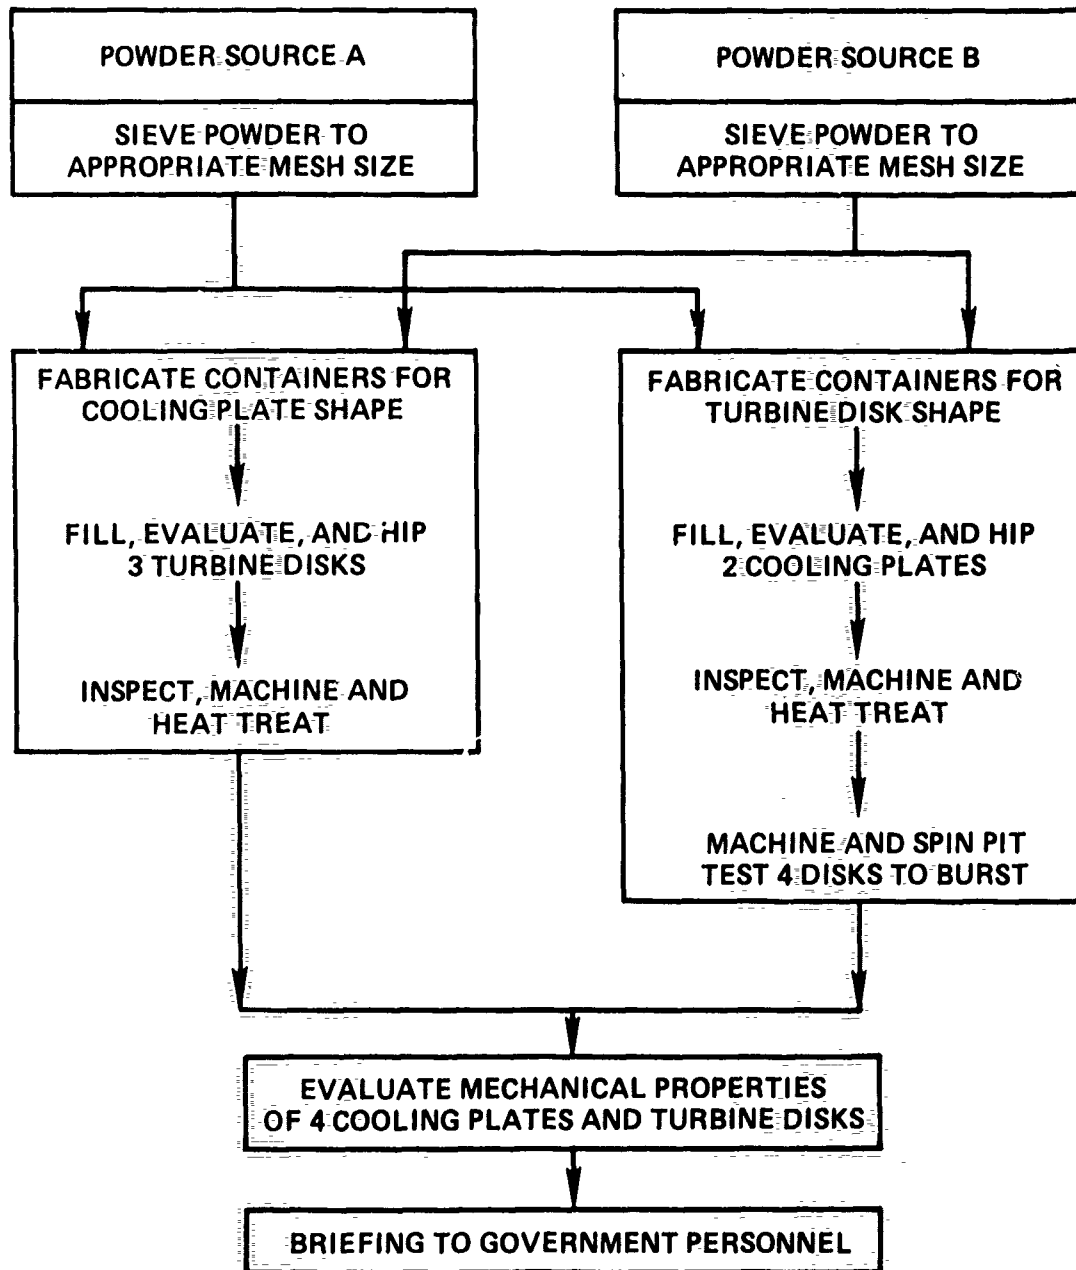 POWDER SOURCE A
SIEVE POWDER TO
APPROPRIATE MESH SIZE
POWDER SOURCE B
SIEVE POWDER TO
APPROPRIATE MESH SIZE
FABRICATE CONTAINERS FOR
COOLING PLATE SHAPE
FILL, EVALUATE, AND HIP
3 TURBINE DISKS
INSPECT, MACHINE AND
HEAT TREAT
FABRICATE CONTAINERS FOR
TURBINE DISK SHAPE
FILL, EVALUATE, AND HIP
2 COOLING PLATES
INSPECT, MACHINE AND
HEAT TREAT
MACHINE AND SPIN PIT
TEST 4 DISKS TO BURST
EVALUATE MECHANICAL PROPERTIES
OF 4 COOLING PLATES AND TURBINE DISKS
BRIEFING TO GOVERNMENT PERSONNEL